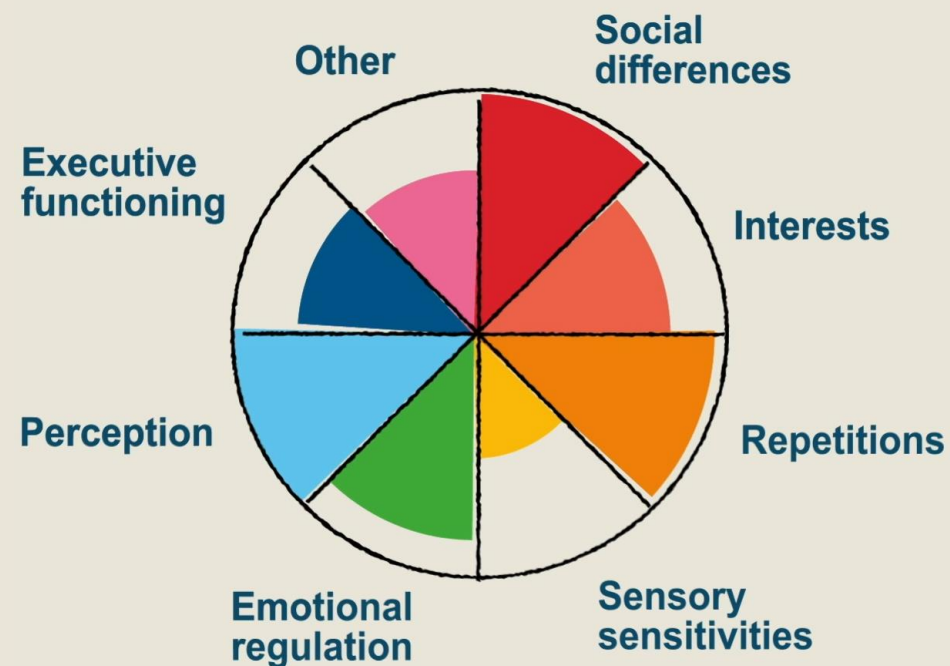 Other
Social
differences
Executive
functioning
Interests
Perception
Repetitions
Emotional
regulation
Sensory
sensitivities